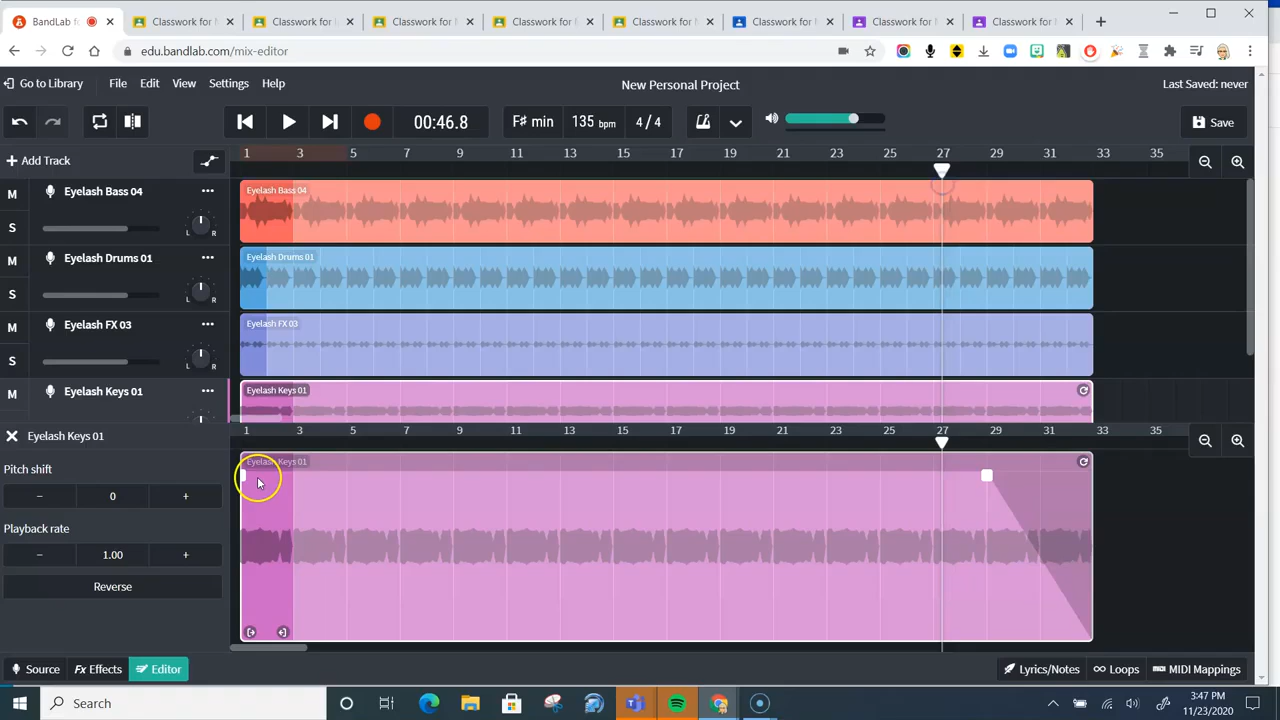 BandLab fo
Classwork for M
Classwork for
Classwork for M
Classwork for
Classwork for M
Classwork for M
Classwork for
Classwork for M
edu.bandlab.com/mix-editor
Go to Library File Edit View Settings Help
New Personal Project
Last Saved: never
00:46.8
F# min 135 bpm 4 / 4
Save
+ Add Track
1 3 5 7 9 11 13 15 17 19 21 23 25 27 29 31 33 35
M Eyelash Bass 04 ···
S L R
Eyelash Bass 04
M Eyelash Drums 01 ···
S L R
Eyelash Drums 01
M Eyelash FX 03 ···
S L R
Eyelash FX 03
M Eyelash Keys 01 ···
Eyelash Keys 01
Eyelash Keys 01
1 3 5 7 9 11 13 15 17 19 21 23 25 27 29 31 33 35
Eyelash Keys 01
Pitch shift
− 0 +
Playback rate
− 1.00 +
Reverse
Source Fx Effects Editor
Lyrics/Notes Loops MIDI Mappings
Search
3:47 PM
11/23/2020